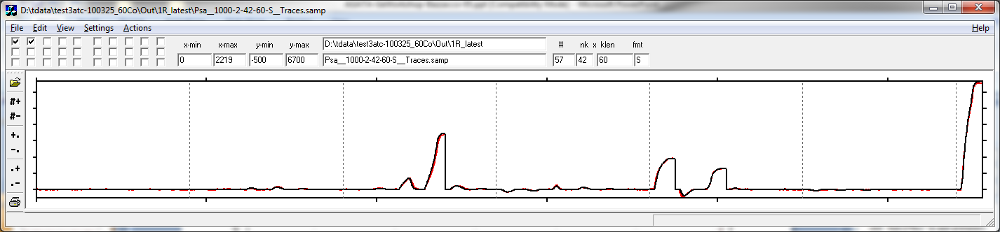 D:\tdata\test3atc-100325_60Co\Out\1R_latest\Psa__1000-2-42-60-S__Traces.samp
File Edit View Settings Actions Help
x-min x-max y-min y-max D:\tdata\test3atc-100325_60Co\Out\1R_latest # nk x klen fmt
0 2219 -500 6700 Psa__1000-2-42-60-S__Traces.samp 57 42 60 S
#+
#-
+.
-.
.+
.-